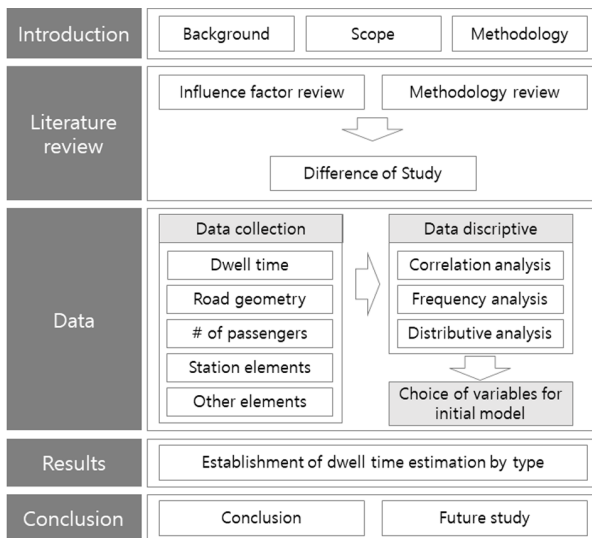 Introduction
Background
Scope
Methodology
Literature
review
Influence factor review
Methodology review
Difference of Study
Data
Data collection
Dwell time
Road geometry
# of passengers
Station elements
Other elements
Data discriptive
Correlation analysis
Frequency analysis
Distributive analysis
Choice of variables for
initial model
Results
Establishment of dwell time estimation by type
Conclusion
Conclusion
Future study